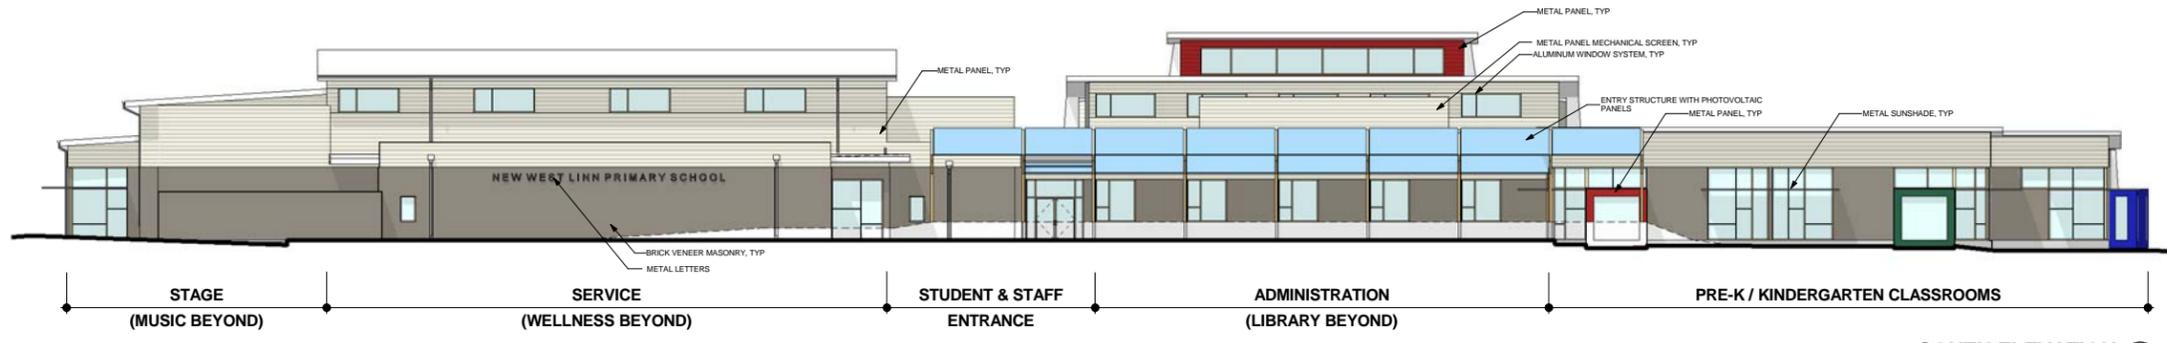 METAL PANEL, TYP
METAL PANEL MECHANICAL SCREEN, TYP
ALUMINUM WINDOW SYSTEM, TYP
METAL PANEL, TYP
ENTRY STRUCTURE WITH PHOTOVOLTAIC
PANELS
METAL PANEL, TYP
METAL SUNSHADE, TYP
NEW WEST LINN PRIMARY SCHOOL
BRICK VENEER MASONRY, TYP
METAL LETTERS
STAGE
(MUSIC BEYOND)
SERVICE
(WELLNESS BEYOND)
STUDENT & STAFF
ENTRANCE
ADMINISTRATION
(LIBRARY BEYOND)
PRE-K / KINDERGARTEN CLASSROOMS